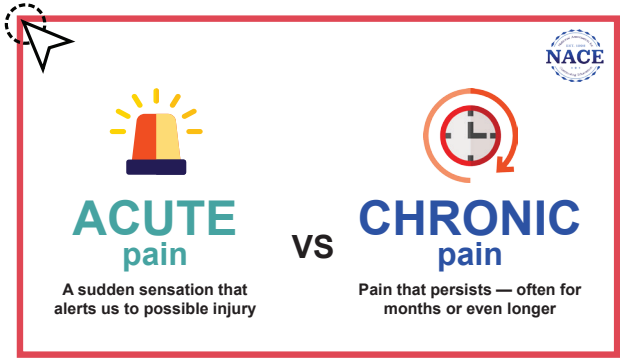 NACE
ACUTE
pain
A sudden sensation that
alerts us to possible injury
VS
CHRONIC
pain
Pain that persists — often for
months or even longer